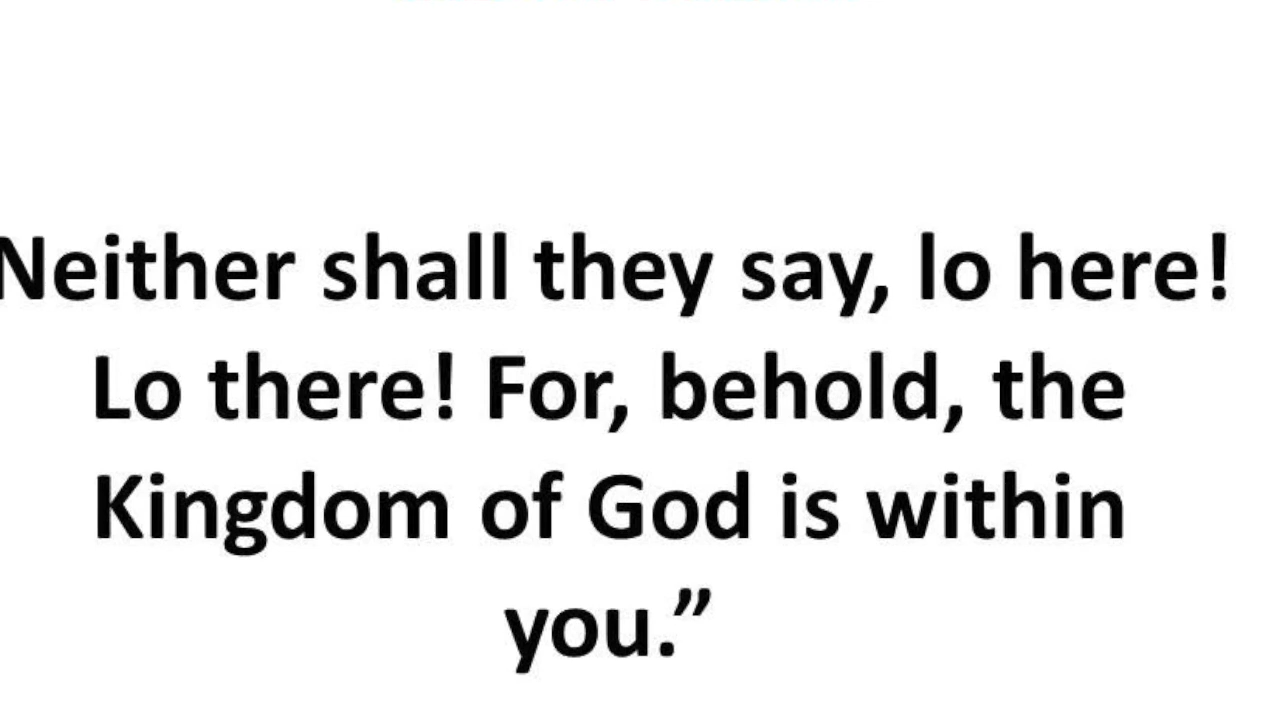 Neither shall they say, lo here!
Lo there! For, behold, the
Kingdom of God is within
you.”